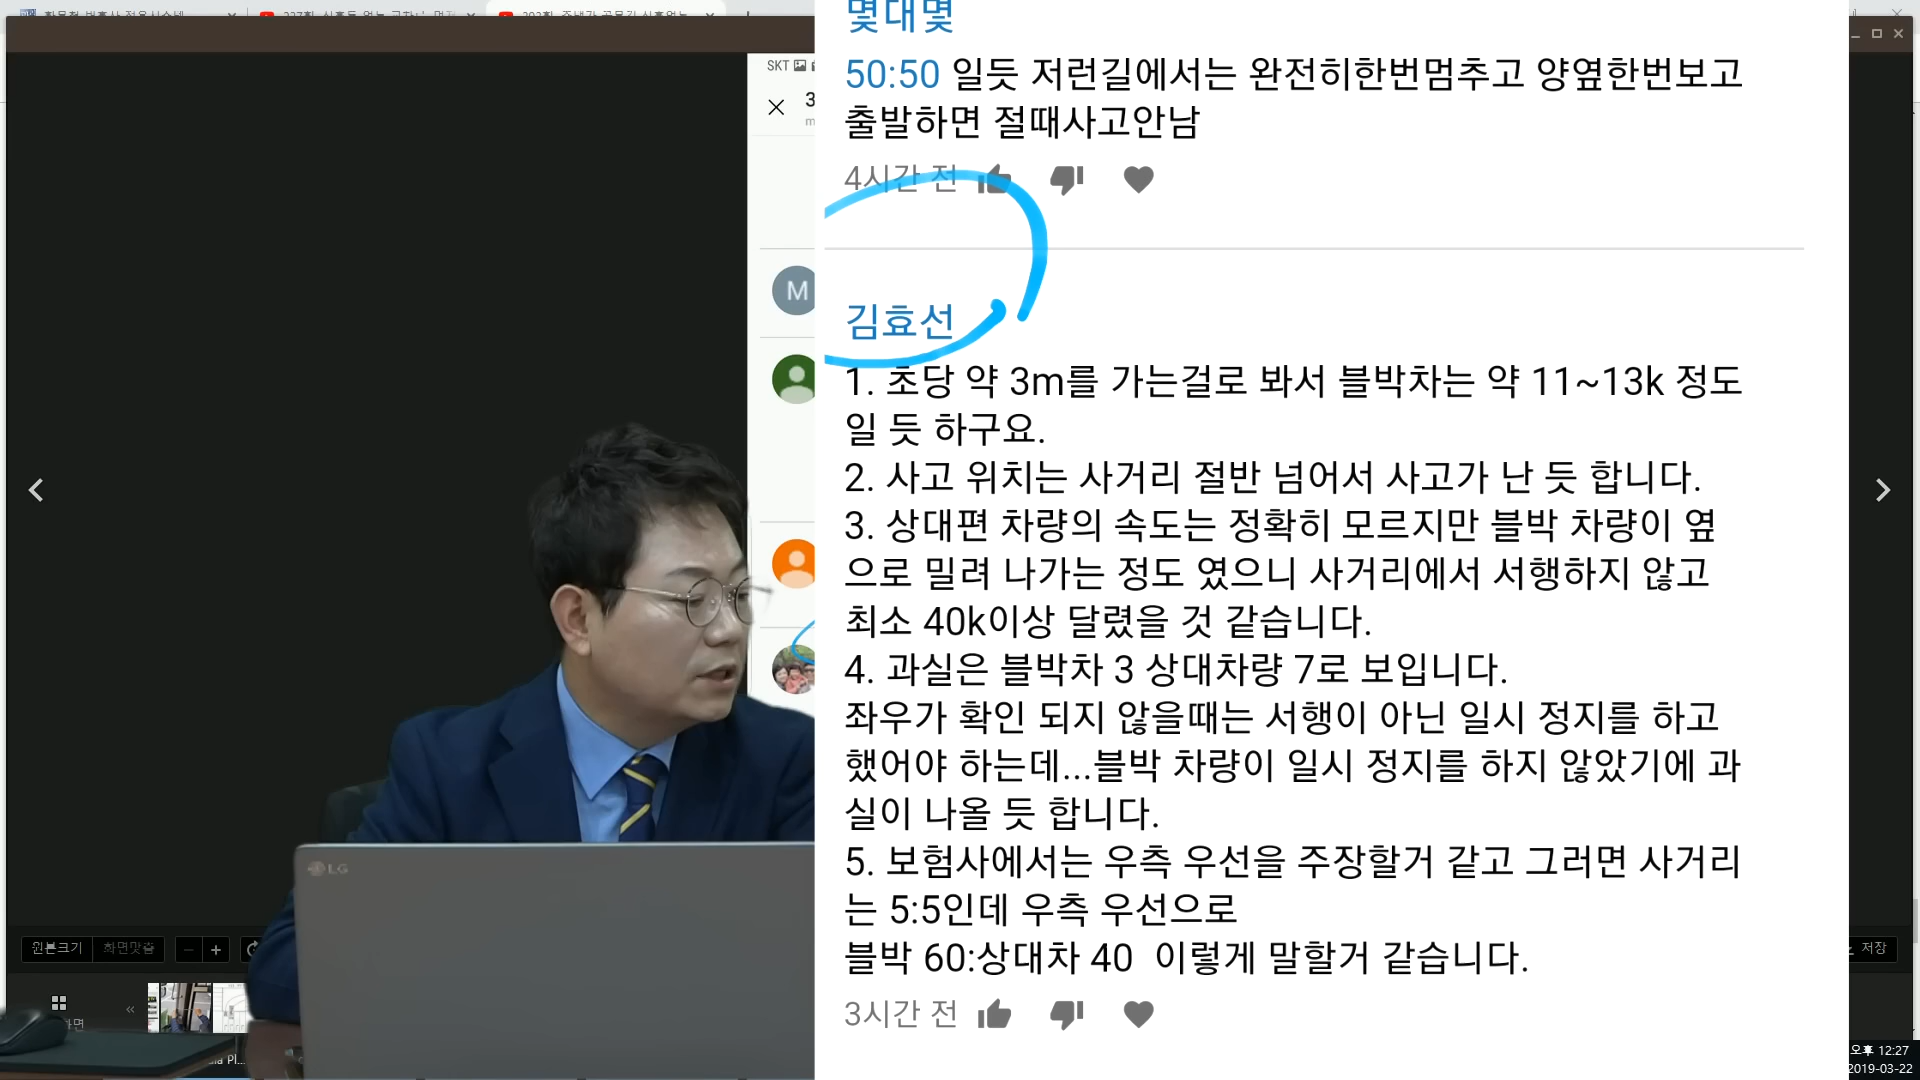 몇대몇
50:50 일듯 저런길에서는 완전히한번멈추고 양옆한번보고
출발하면 절때사고안남
4시간 전
김효선
1. 초당 약 3m를 가는걸로 봐서 블박차는 약 11~13k 정도
일 듯 하구요.
2. 사고 위치는 사거리 절반 넘어서 사고가 난 듯 합니다.
3. 상대편 차량의 속도는 정확히 모르지만 블박 차량이 옆
으로 밀려 나가는 정도 였으니 사거리에서 서행하지 않고
최소 40k이상 달렸을 것 같습니다.
4. 과실은 블박차 3 상대차량 7로 보입니다.
좌우가 확인 되지 않을때는 서행이 아닌 일시 정지를 하고
했어야 하는데...블박 차량이 일시 정지를 하지 않았기에 과
실이 나올 듯 합니다.
5. 보험사에서는 우측 우선을 주장할거 같고 그러면 사거리
는 5:5인데 우측 우선으로
블박 60:상대차 40 이렇게 말할거 같습니다.
3시간 전
SKT
3
m
M
LG
원본크기 화면맞춤
저장
오후 12:27
2019-03-22